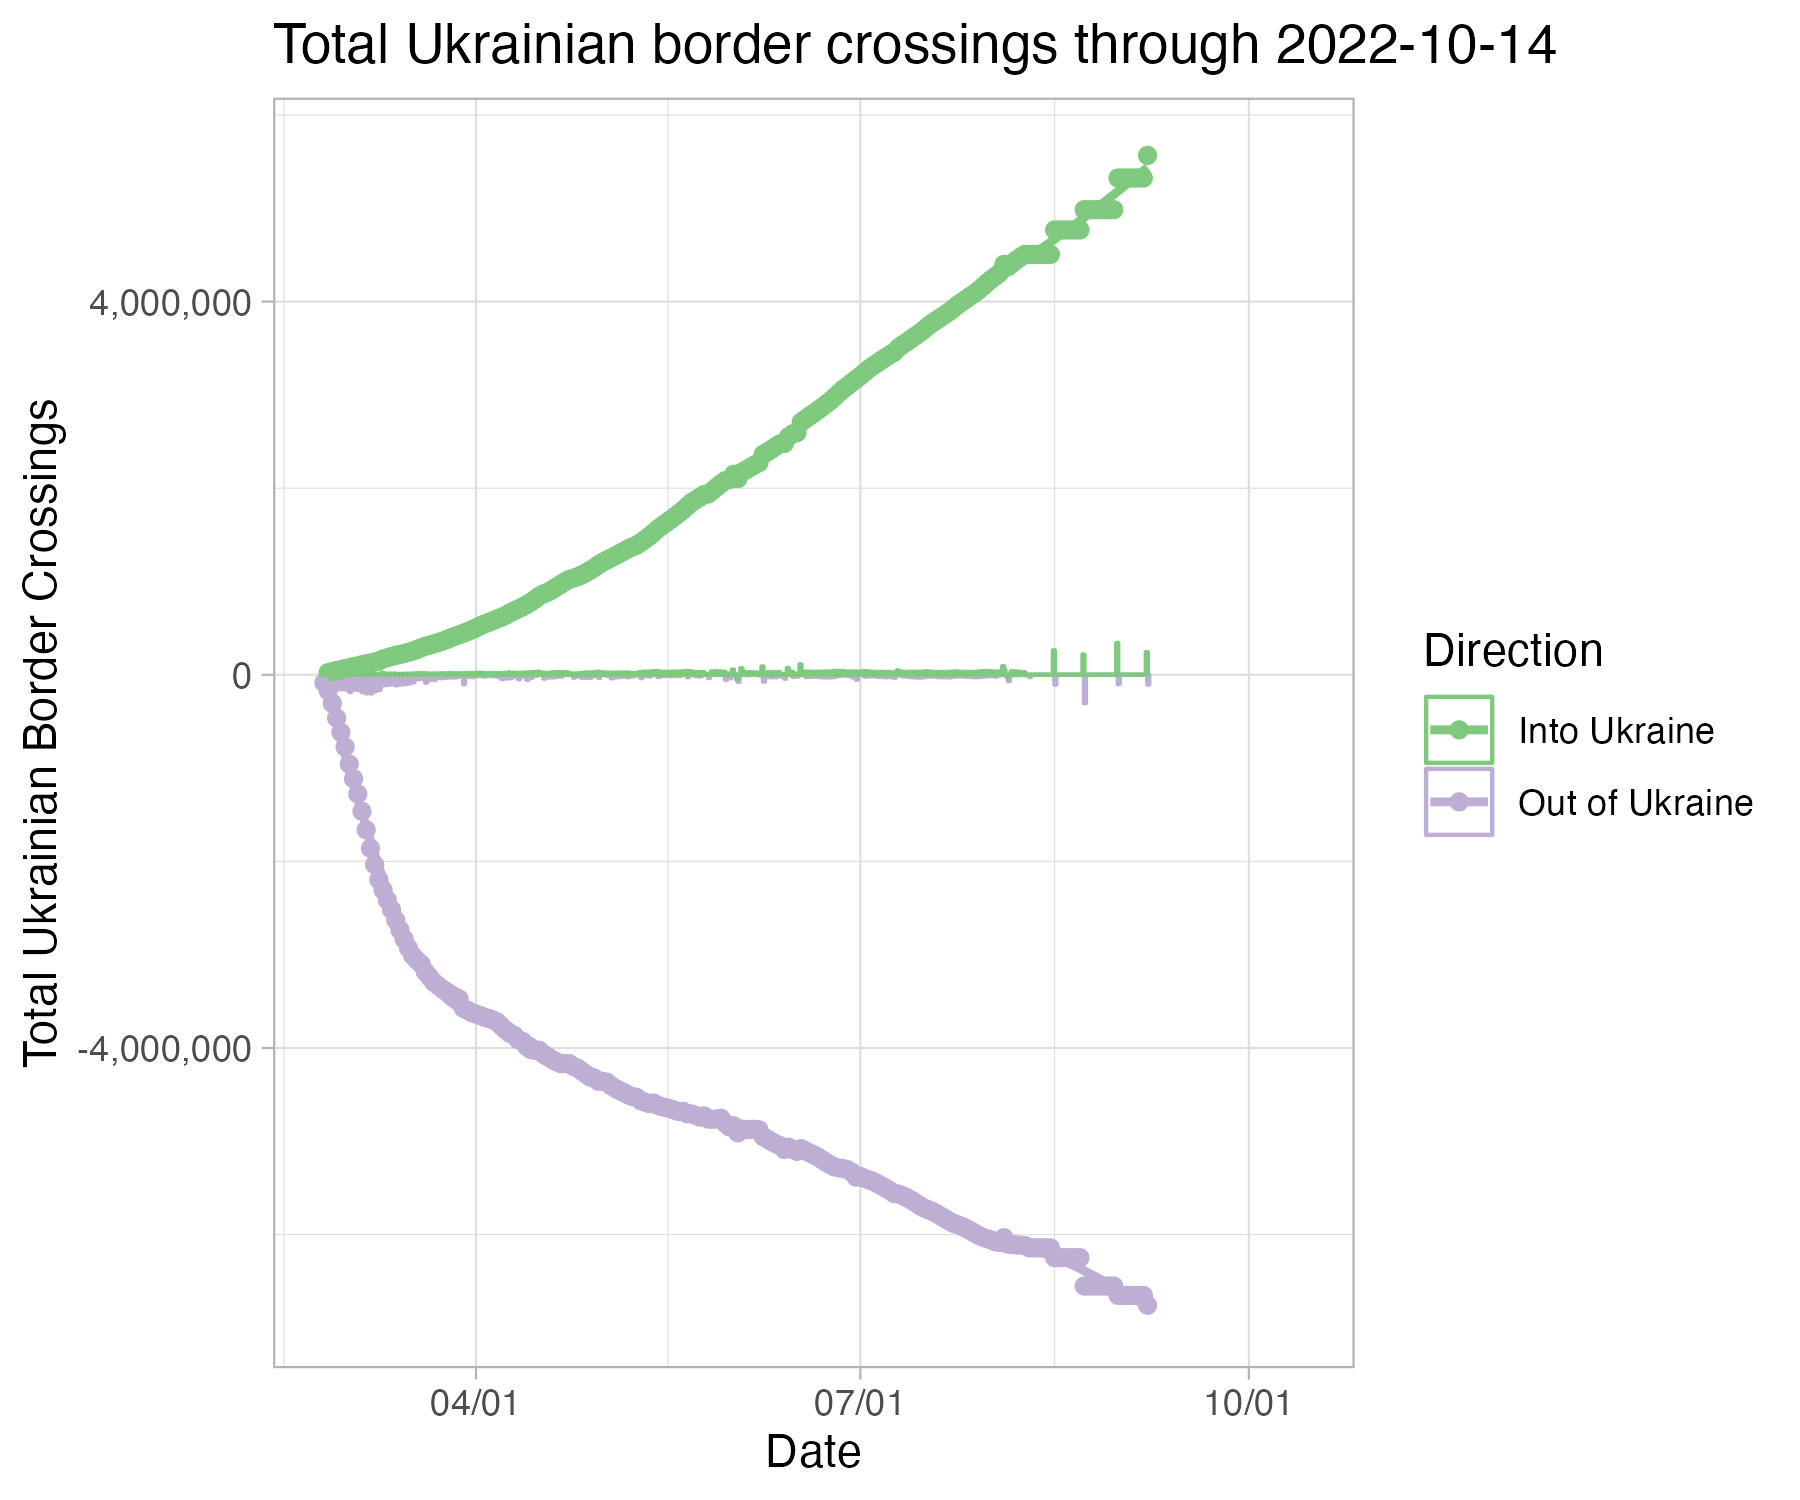 Total Ukrainian border crossings through 2022-10-14
Total Ukrainian Border Crossings
4,000,000
0
-4,000,000
04/01
07/01
10/01
Date
Direction
Into Ukraine
Out of Ukraine